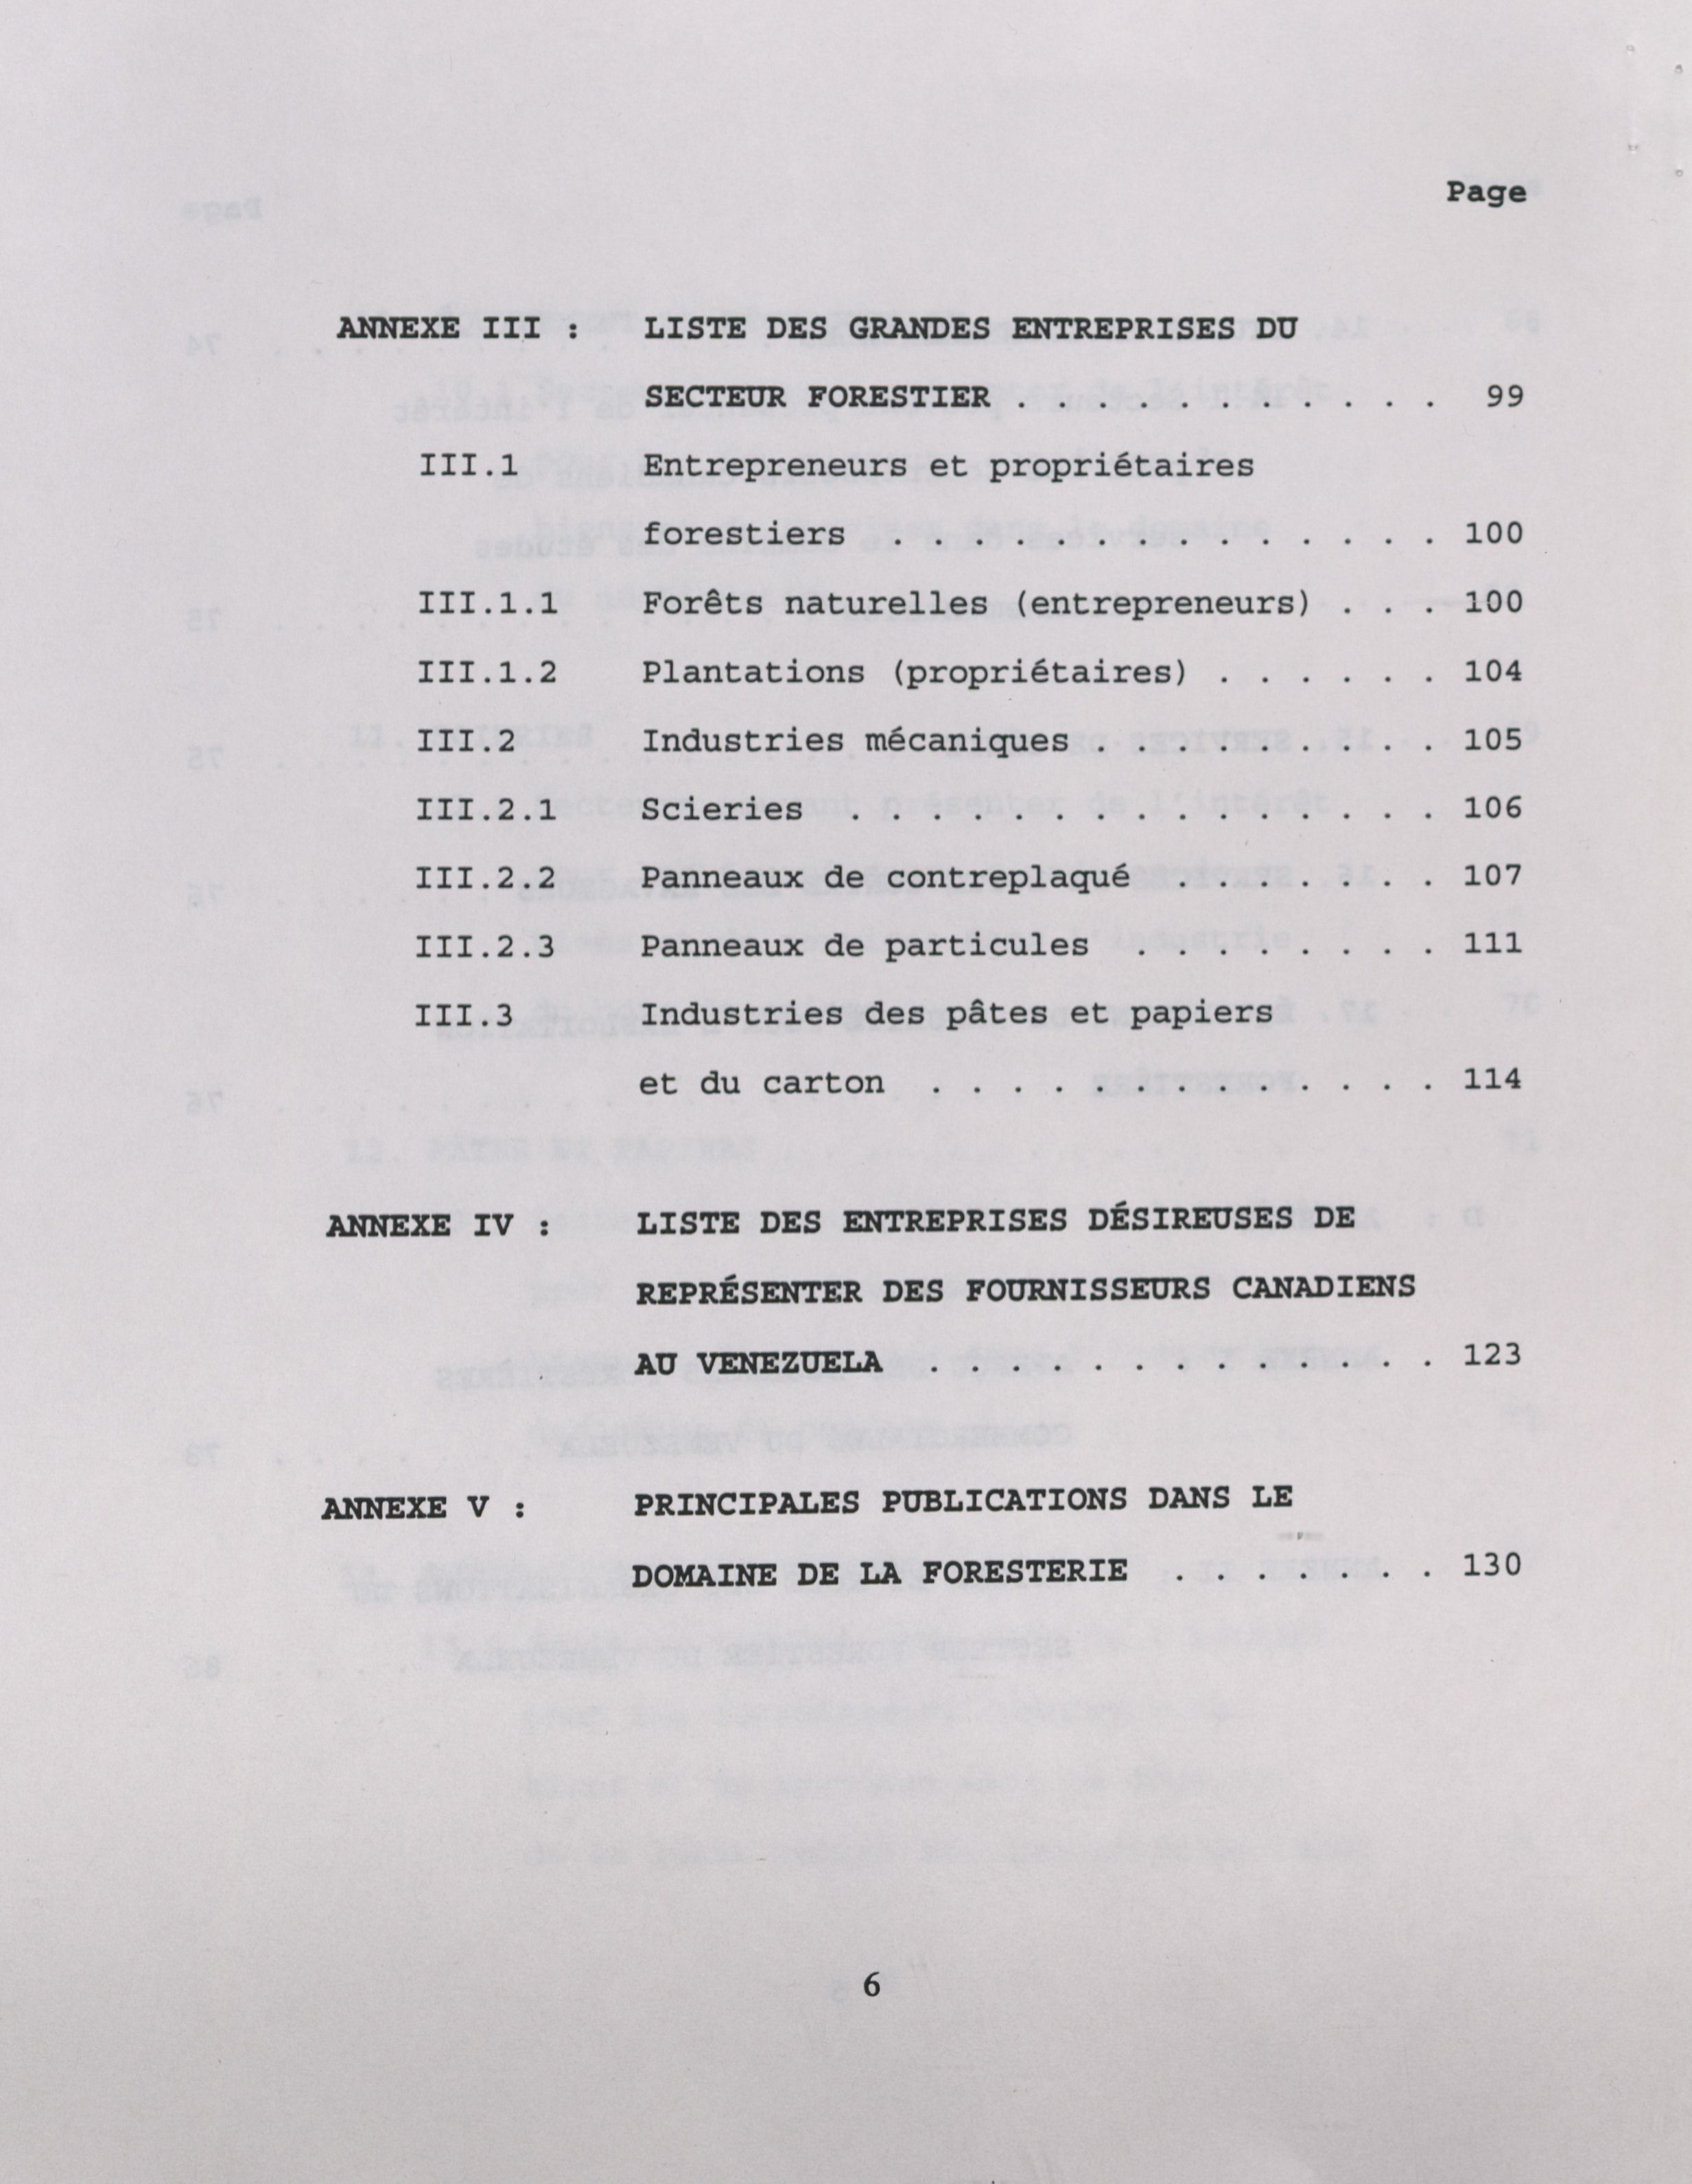 Page
ANNEXE III : LISTE DES GRANDES ENTREPRISES DU
SECTEUR FORESTIER . . . . . . . . . . . 99
III.1 Entrepreneurs et propriétaires
forestiers . . . . . . . . . . . . . . 100
III.1.1 Forêts naturelles (entrepreneurs) . . . 100
III.1.2 Plantations (propriétaires) . . . . . . 104
III.2 Industries mécaniques . . . . . . . . . 105
III.2.1 Scieries . . . . . . . . . . . . . . . 106
III.2.2 Panneaux de contreplaqué . . . . . . . 107
III.2.3 Panneaux de particules . . . . . . . . 111
III.3 Industries des pâtes et papiers
et du carton . . . . . . . . . . . . . 114
ANNEXE IV : LISTE DES ENTREPRISES DÉSIREUSES DE
REPRÉSENTER DES FOURNISSEURS CANADIENS
AU VENEZUELA . . . . . . . . . . . . . 123
ANNEXE V : PRINCIPALES PUBLICATIONS DANS LE
DOMAINE DE LA FORESTERIE . . . . . . . 130
6